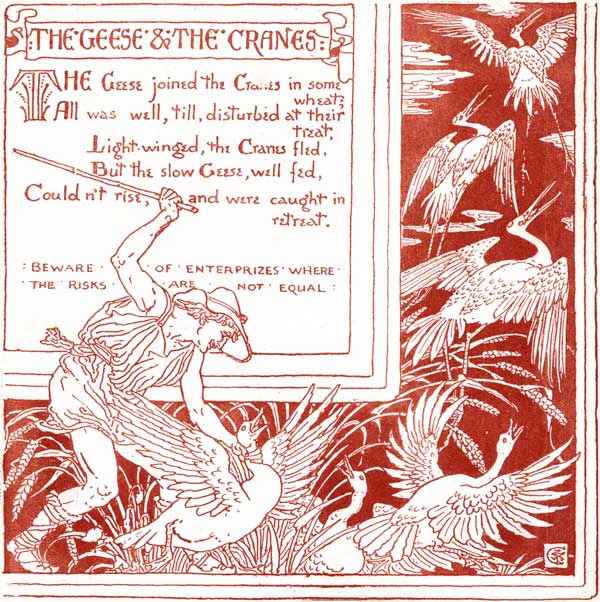 THE GEESE & THE CRANES:
THE Geese joined the Cranes in some
wheat;
All was well, till, disturbed at their
treat,
Light-winged, the Cranes fled,
But the slow Geese, well fed,
Couldn't rise, and were caught in
retreat.
: BEWARE · OF · ENTERPRIZES · WHERE ·
· THE · RISKS · ARE · NOT · EQUAL :